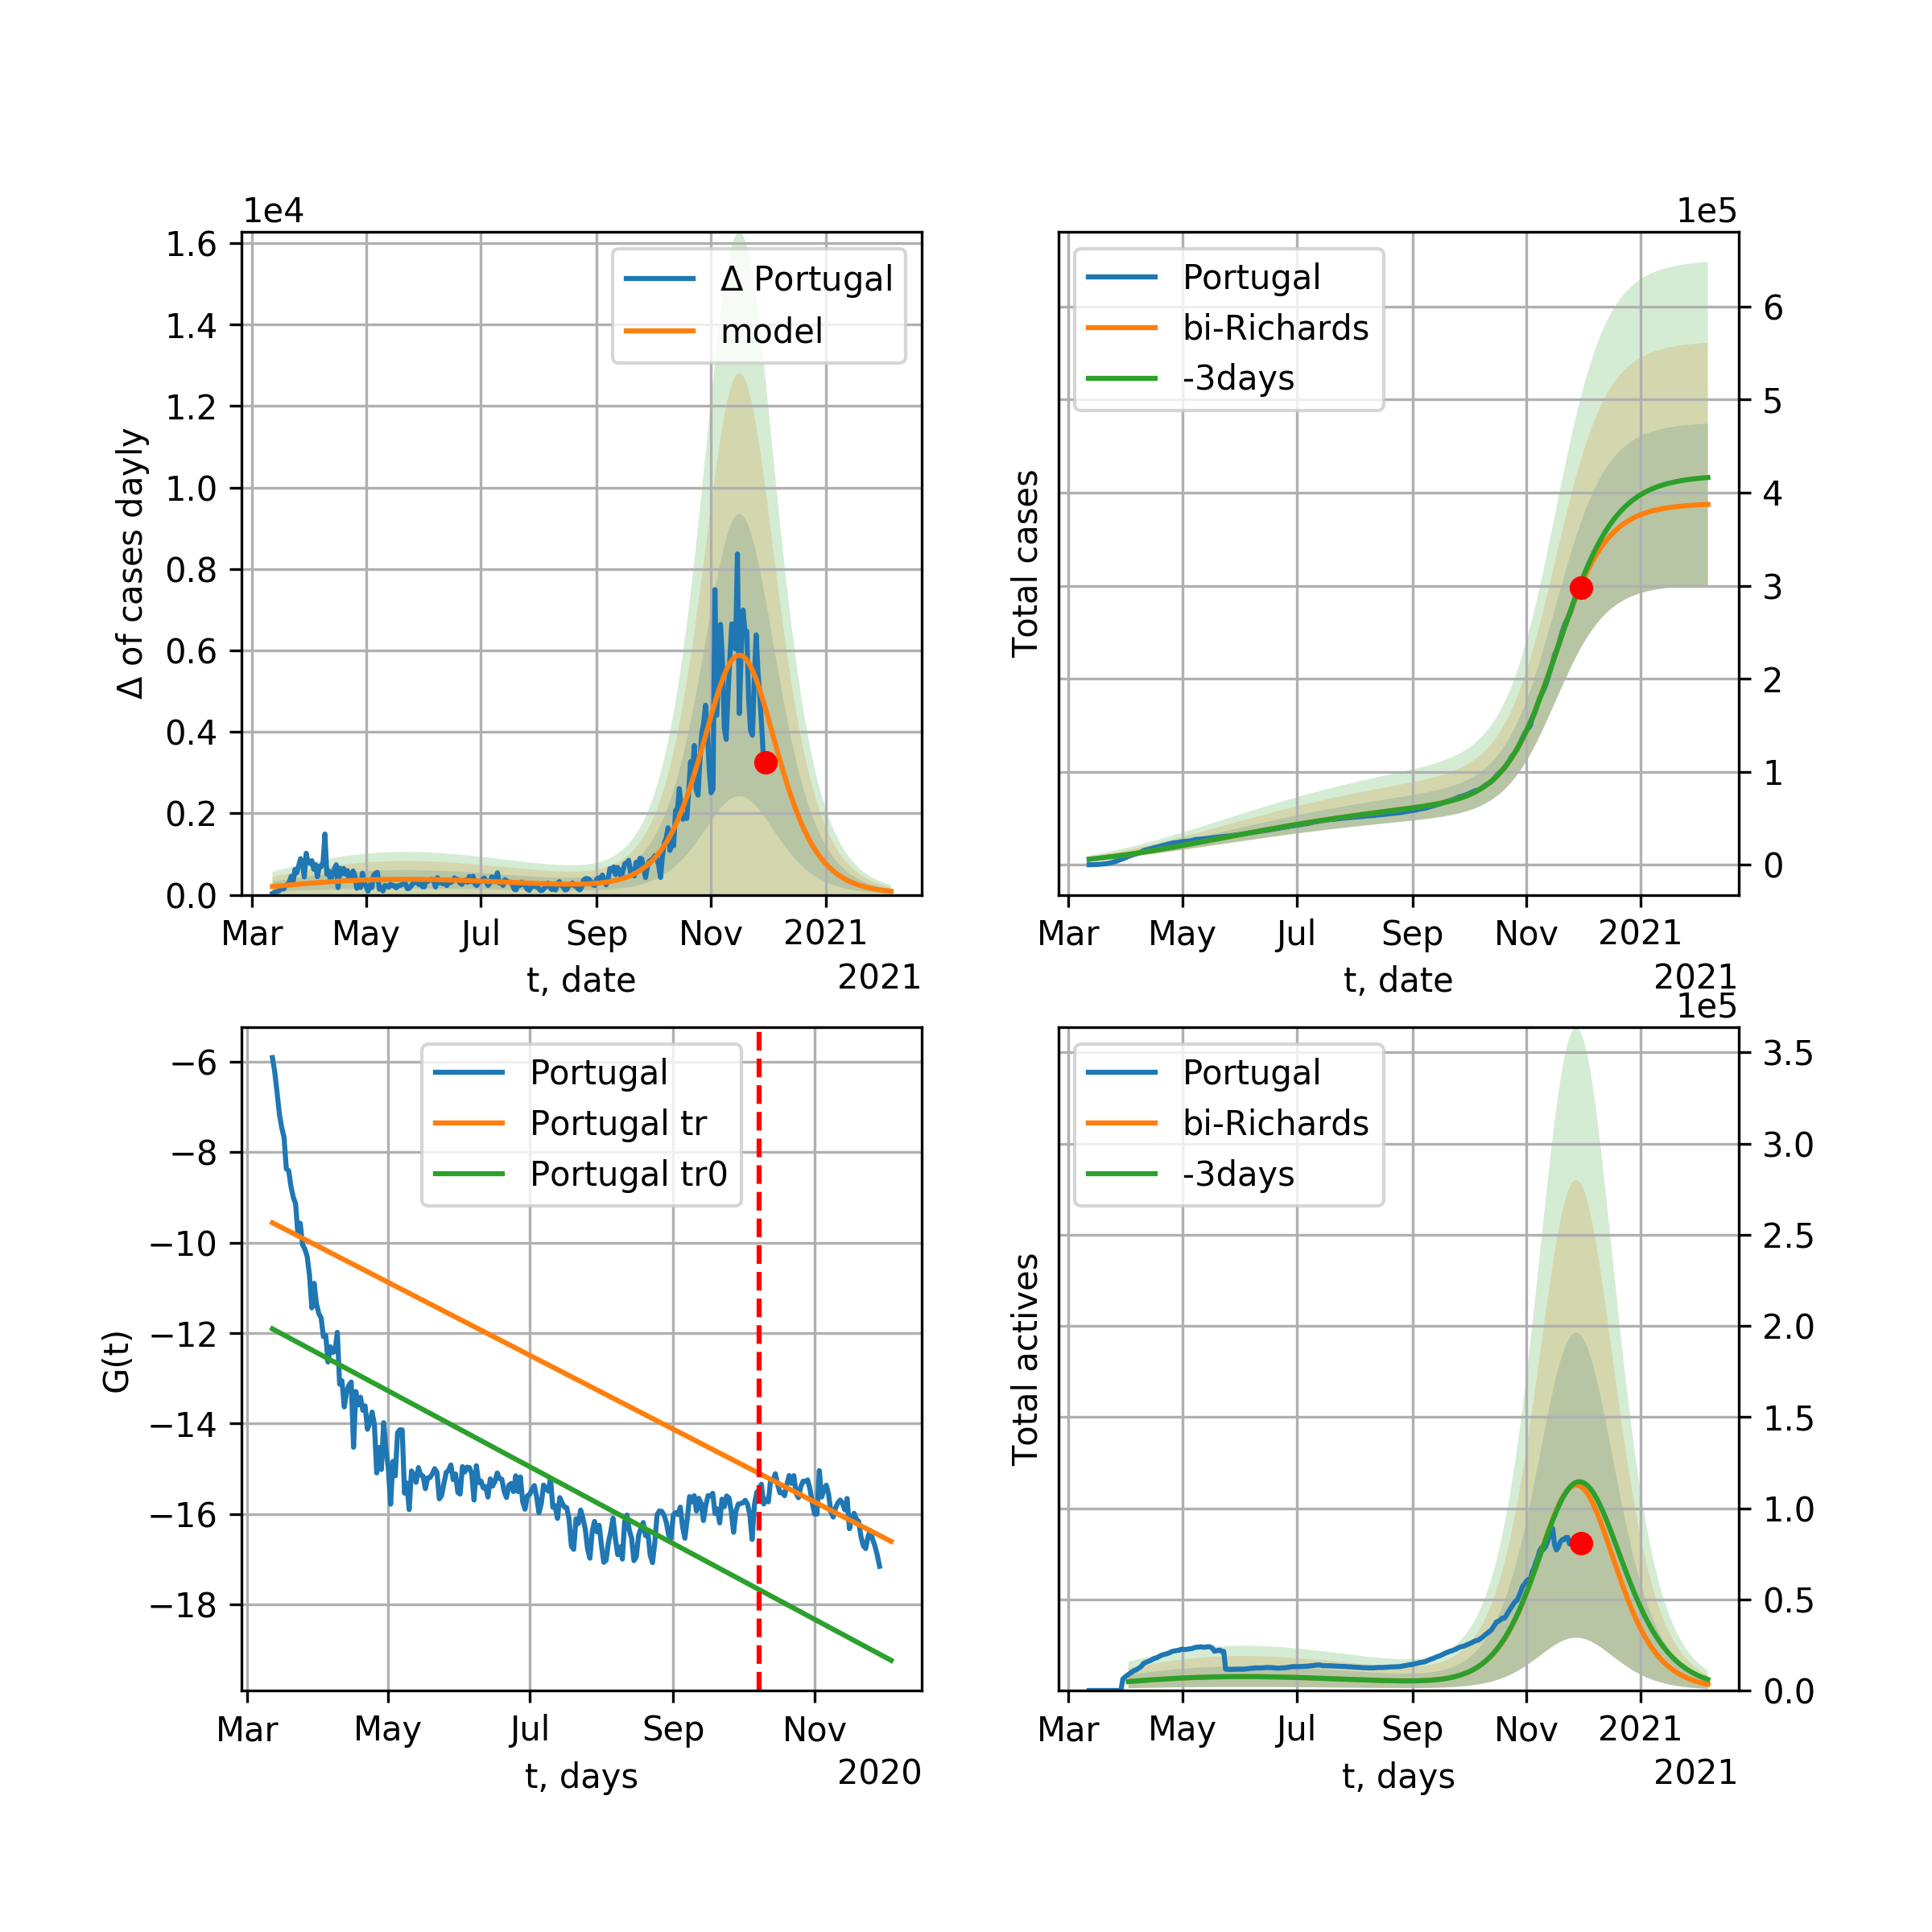 1e4
Δ of cases dayly
1.6
1.4
1.2
1.0
0.8
0.6
0.4
0.2
0.0
Δ Portugal
model
Mar May Jul Sep Nov 2021
t, date
2021
1e5
Total cases
Portugal
bi-Richards
-3days
6
5
4
3
2
1
0
Mar May Jul Sep Nov 2021
t, date
2021
G(t)
−6
−8
−10
−12
−14
−16
−18
Portugal
Portugal tr
Portugal tr0
Mar May Jul Sep Nov
t, days
2020
1e5
Total actives
Portugal
bi-Richards
-3days
3.5
3.0
2.5
2.0
1.5
1.0
0.5
0.0
Mar May Jul Sep Nov 2021
t, days
2021